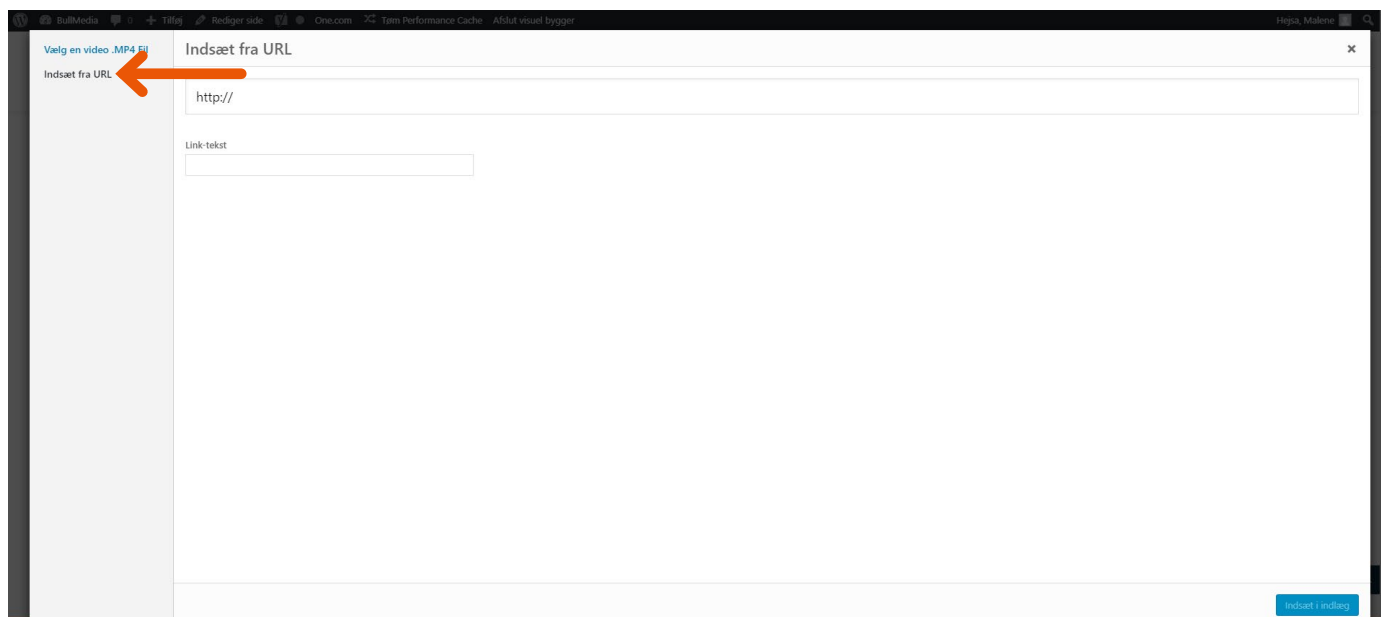 BullMedia 0 Tilføj Rediger side One.com Tøm Performance Cache Afslut visuel bygger Hejsa, Malene
Vælg en video .MP4 Fil
Indsæt fra URL
Indsæt fra URL
http://
Link-tekst
Indsæt i indlæg